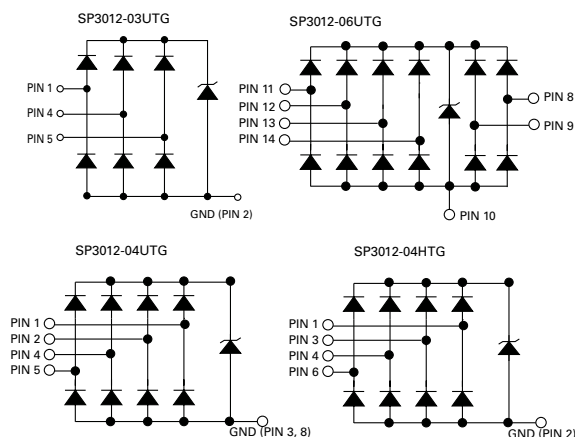 SP3012-03UTG
PIN 1
PIN 4
PIN 5
GND (PIN 2)
SP3012-06UTG
PIN 11
PIN 12
PIN 13
PIN 14
PIN 8
PIN 9
PIN 10
SP3012-04UTG
PIN 1
PIN 2
PIN 4
PIN 5
GND (PIN 3, 8)
SP3012-04HTG
PIN 1
PIN 3
PIN 4
PIN 6
GND (PIN 2)